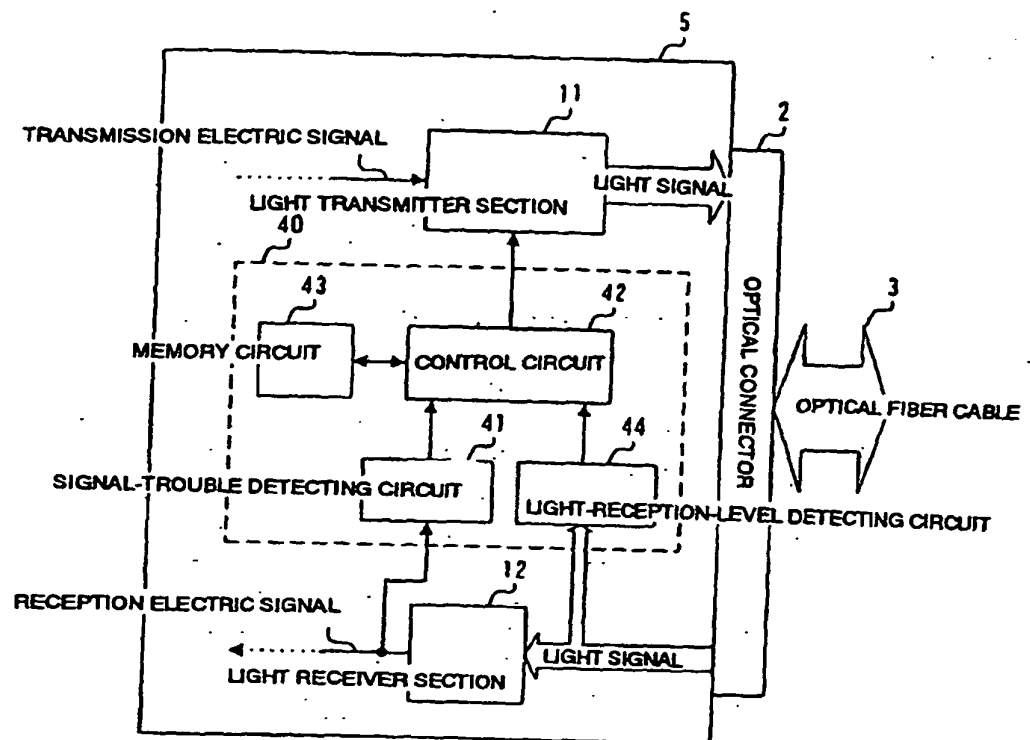 5
11
2
TRANSMISSION ELECTRIC SIGNAL
LIGHT SIGNAL
LIGHT TRANSMITTER SECTION
40
43
42
3
MEMORY CIRCUIT
CONTROL CIRCUIT
OPTICAL CONNECTOR
OPTICAL FIBER CABLE
41
44
SIGNAL-TROUBLE DETECTING CIRCUIT
LIGHT-RECEPTION-LEVEL DETECTING CIRCUIT
12
RECEPTION ELECTRIC SIGNAL
LIGHT SIGNAL
LIGHT RECEIVER SECTION